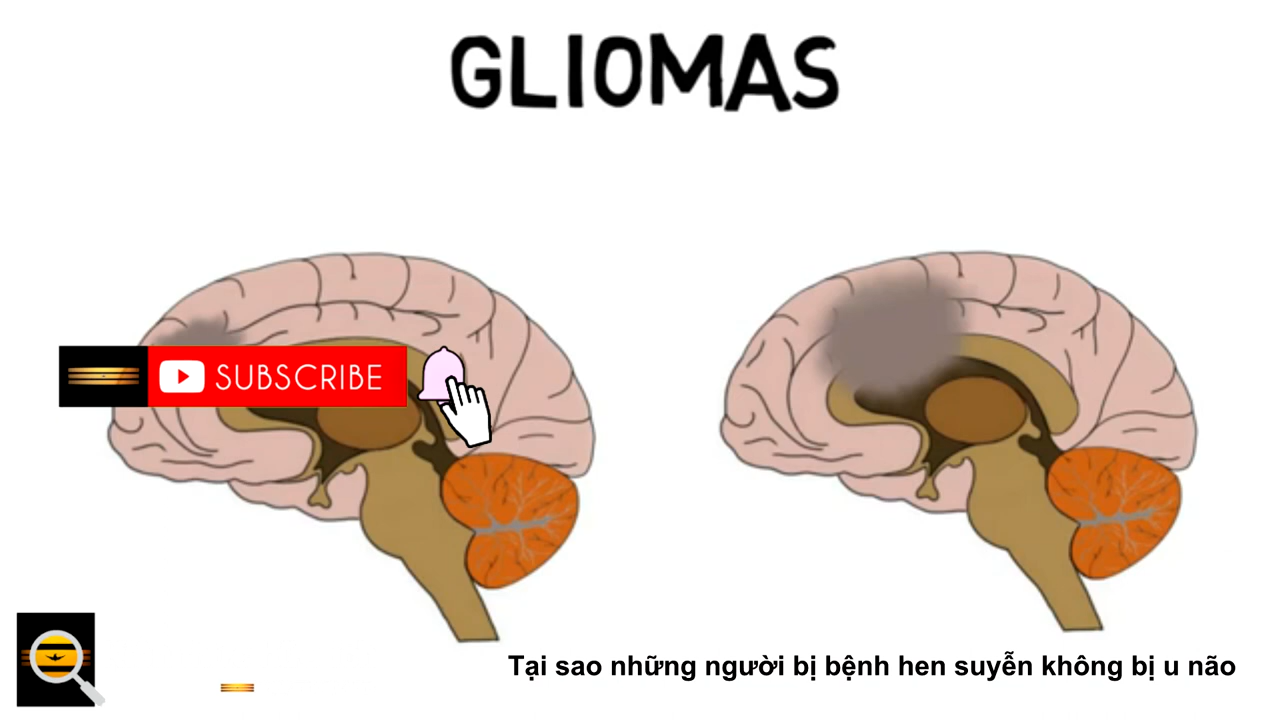 GLIOMAS
SUBSCRIBE
Tại sao những người bị bệnh hen suyễn không bị u não